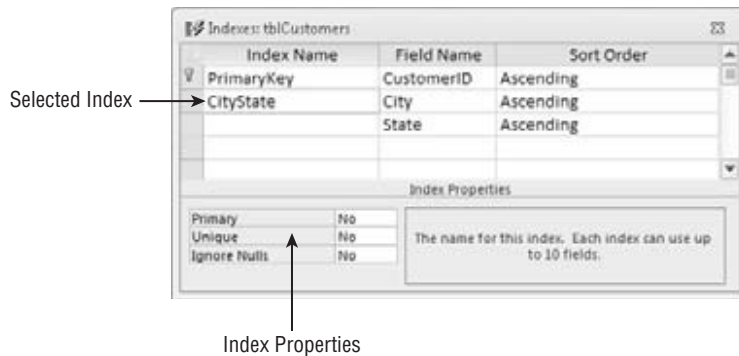 Indexes: tblCustomers
Index Name Field Name Sort Order
PrimaryKey CustomerID Ascending
Selected Index
CityState City Ascending
State Ascending
Index Properties
Primary No
Unique No
Ignore Nulls No
The name for this index. Each index can use up
to 10 fields.
Index Properties